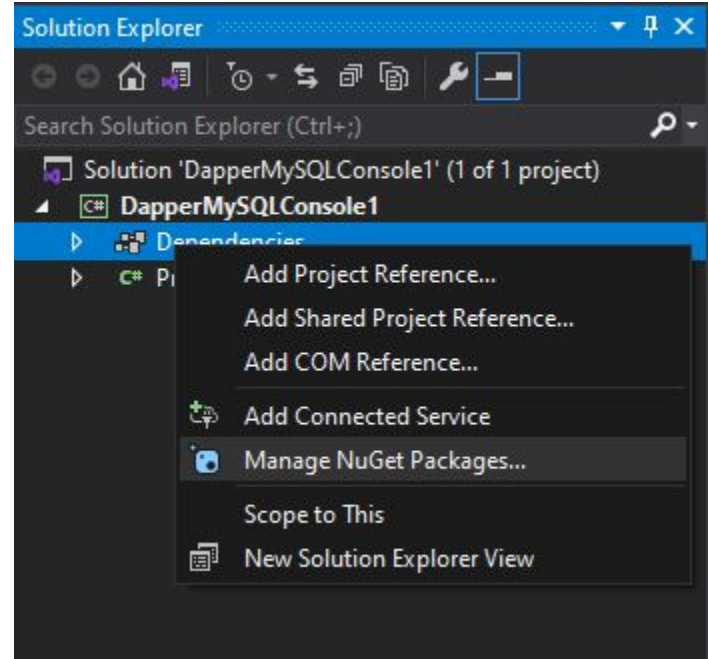 Solution Explorer
Search Solution Explorer (Ctrl+;)
Solution 'DapperMySQLConsole1' (1 of 1 project)
C# DapperMySQLConsole1
Dependencies
C#
Add Project Reference...
Add Shared Project Reference...
Add COM Reference...
Add Connected Service
Manage NuGet Packages...
Scope to This
New Solution Explorer View